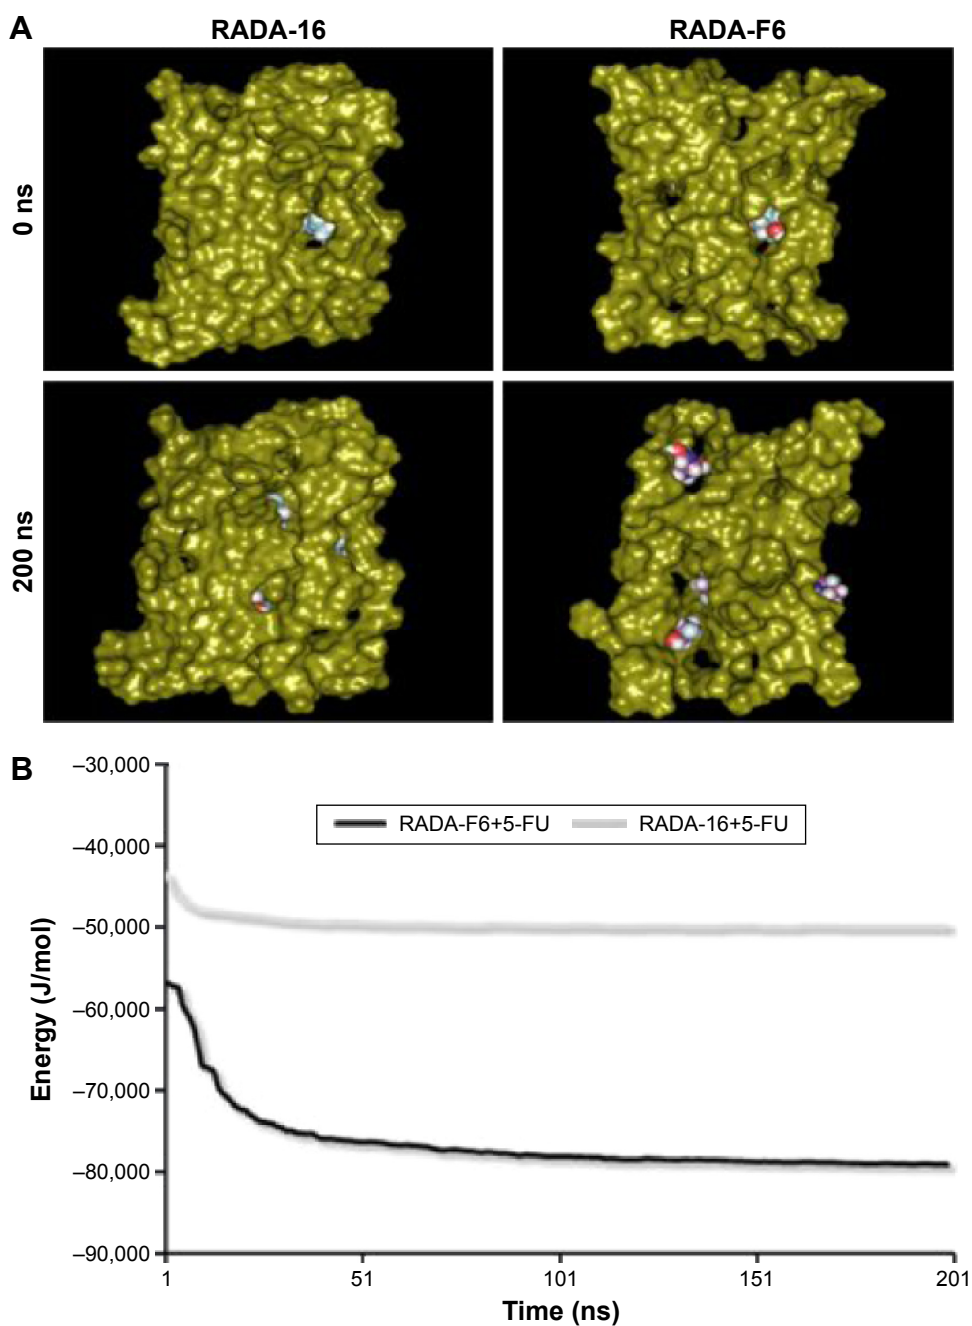 A
RADA-16
RADA-F6
0 ns
200 ns
B
Energy (J/mol)
–30,000
–40,000
–50,000
–60,000
–70,000
–80,000
–90,000
RADA-F6+5-FU
RADA-16+5-FU
1
51
101
151
201
Time (ns)